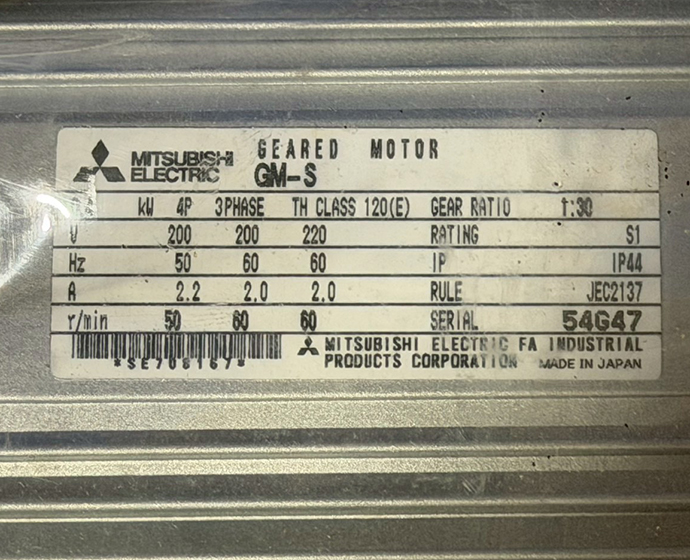 MITSUBISHI ELECTRIC GEARED MOTOR GM-S
kW 4P 3PHASE TH CLASS 120(E) GEAR RATIO 1:30
V 200 200 220 RATING S1
Hz 50 60 60 IP IP44
A 2.2 2.0 2.0 RULE JEC2137
r/min 50 60 60 SERIAL 54G47
*SE708167* MITSUBISHI ELECTRIC FA INDUSTRIAL
PRODUCTS CORPORATION MADE IN JAPAN